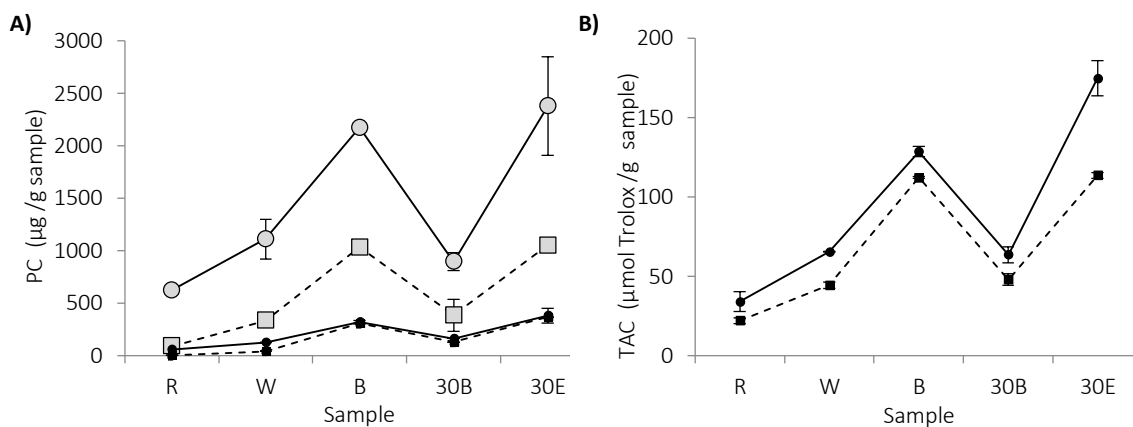 A)
PC (µg /g sample)
3000
2500
2000
1500
1000
500
0
R W B 30B 30E
Sample
B)
TAC (µmol Trolox /g sample)
200
150
100
50
0
R W B 30B 30E
Sample